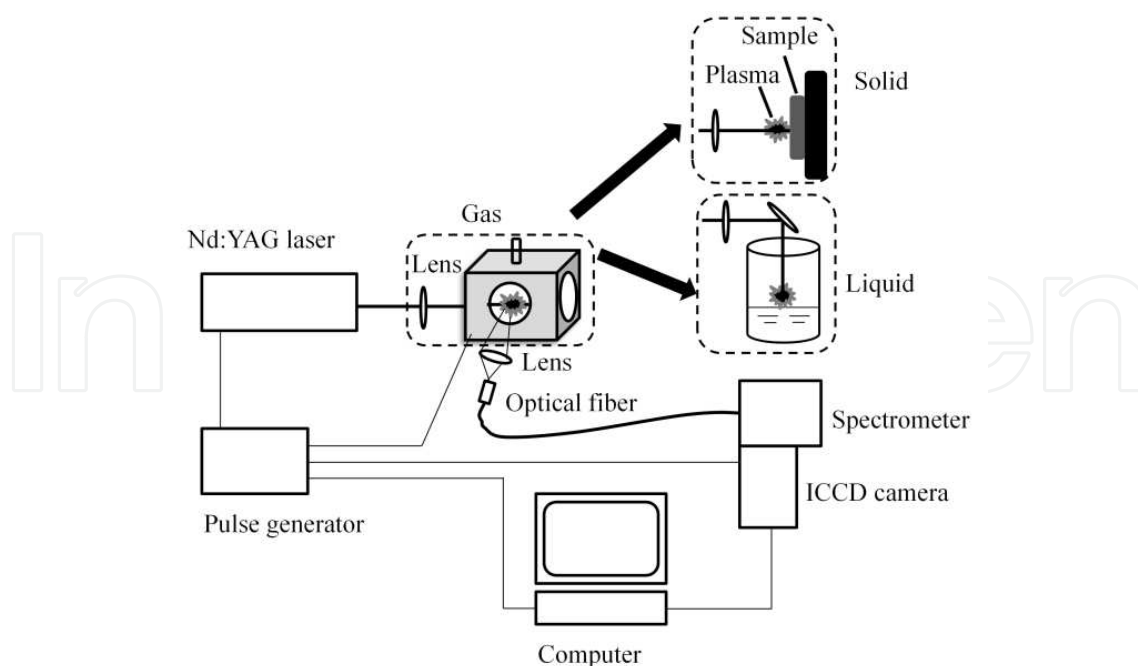 Sample
Plasma
Solid
Gas
Nd:YAG laser
Lens
Liquid
Lens
Optical fiber
Spectrometer
ICCD camera
Pulse generator
Computer